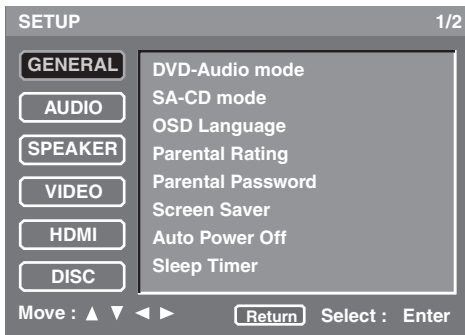 SETUP 1/2
GENERAL
AUDIO
SPEAKER
VIDEO
HDMI
DISC
DVD-Audio mode
SA-CD mode
OSD Language
Parental Rating
Parental Password
Screen Saver
Auto Power Off
Sleep Timer
Move : ▲ ▼ ◄ ► Return Select : Enter